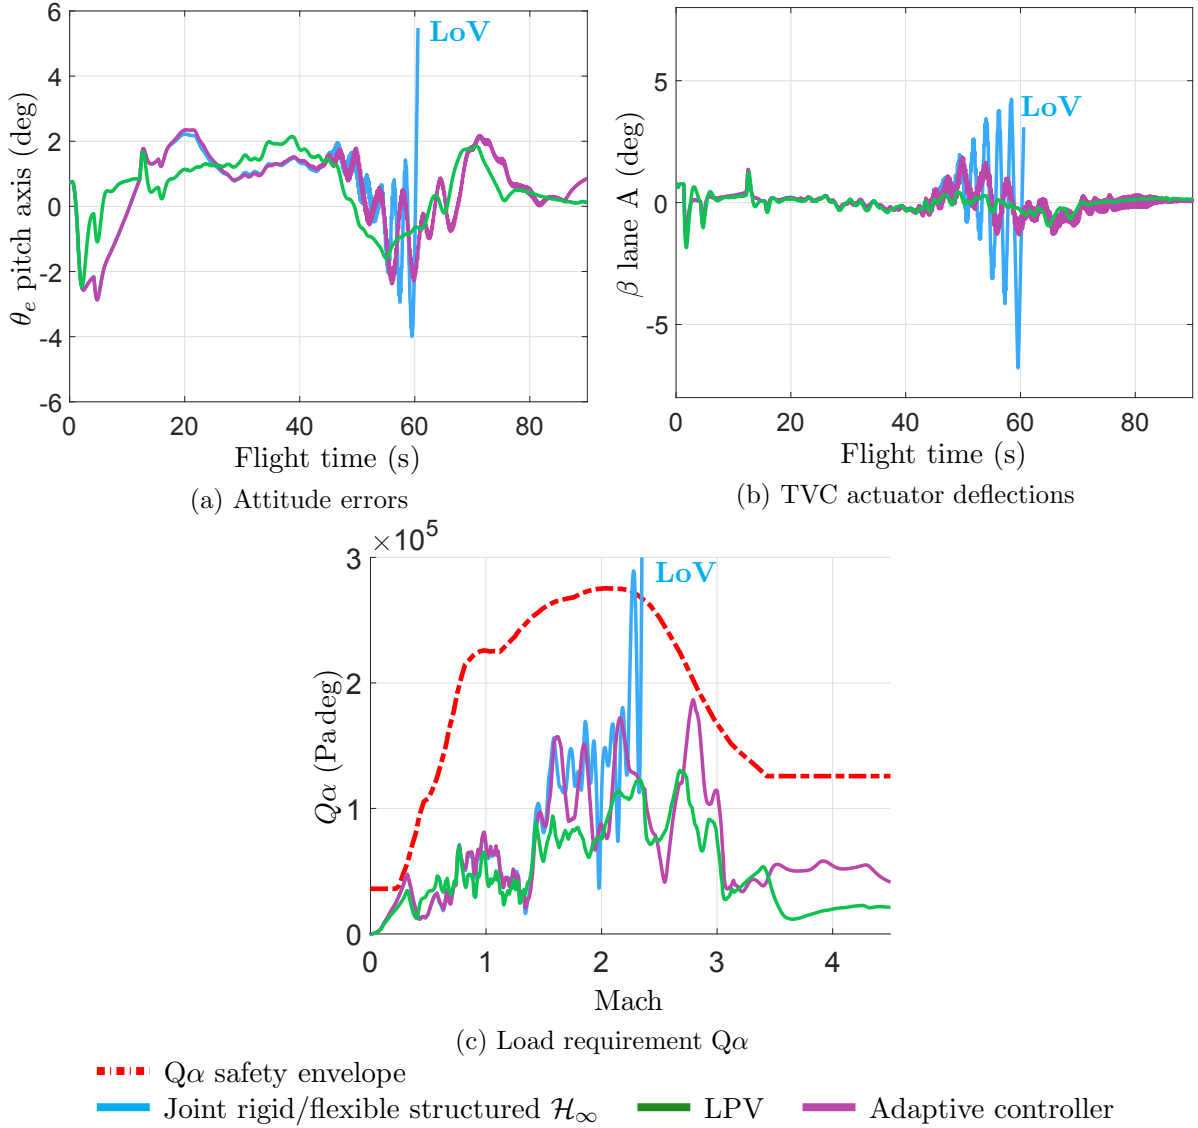 6
4
2
0
-2
-4
-6
θe pitch axis (deg)
LoV
0 20 40 60 80
Flight time (s)
(a) Attitude errors
5
0
-5
β lane A (deg)
LoV
0 20 40 60 80
Flight time (s)
(b) TVC actuator deflections
×10^5
3
2
1
0
Qα (Pa deg)
LoV
0 1 2 3 4
Mach
(c) Load requirement Qα
Qα safety envelope
Joint rigid/flexible structured ℋ∞ LPV Adaptive controller